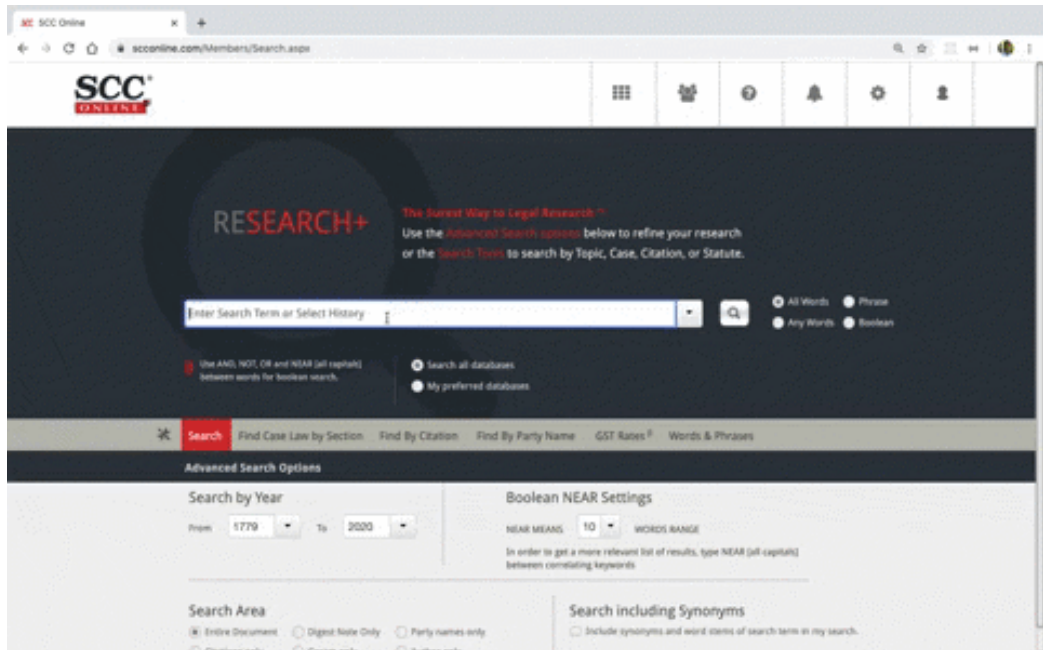 SCC Online
scconline.com/Members/Search.aspx
SCC
ONLINE
RESEARCH+
The Surest Way to Legal Research
Use the Advanced Search options below to refine your research
or the Search Term to search by Topic, Case, Citation, or Statute.
Enter Search Term or Select History
All Words Phrase
Any Words Boolean
Use AND, NOT, OR and NEAR [all capitals]
between words for boolean search.
Search all databases
My preferred databases
Search Find Case Law by Section Find By Citation Find By Party Name GST Rates Words & Phrases
Advanced Search Options
Search by Year
From 1779 To 2020
Boolean NEAR Settings
NEAR MEANS 10 WORDS RANGE
In order to get a more relevant list of results, type NEAR [all capitals]
between correlating keywords
Search Area
Entire Document Digest Note Only Party names only
Search including Synonyms
Include synonyms and word stems of search term in my search.